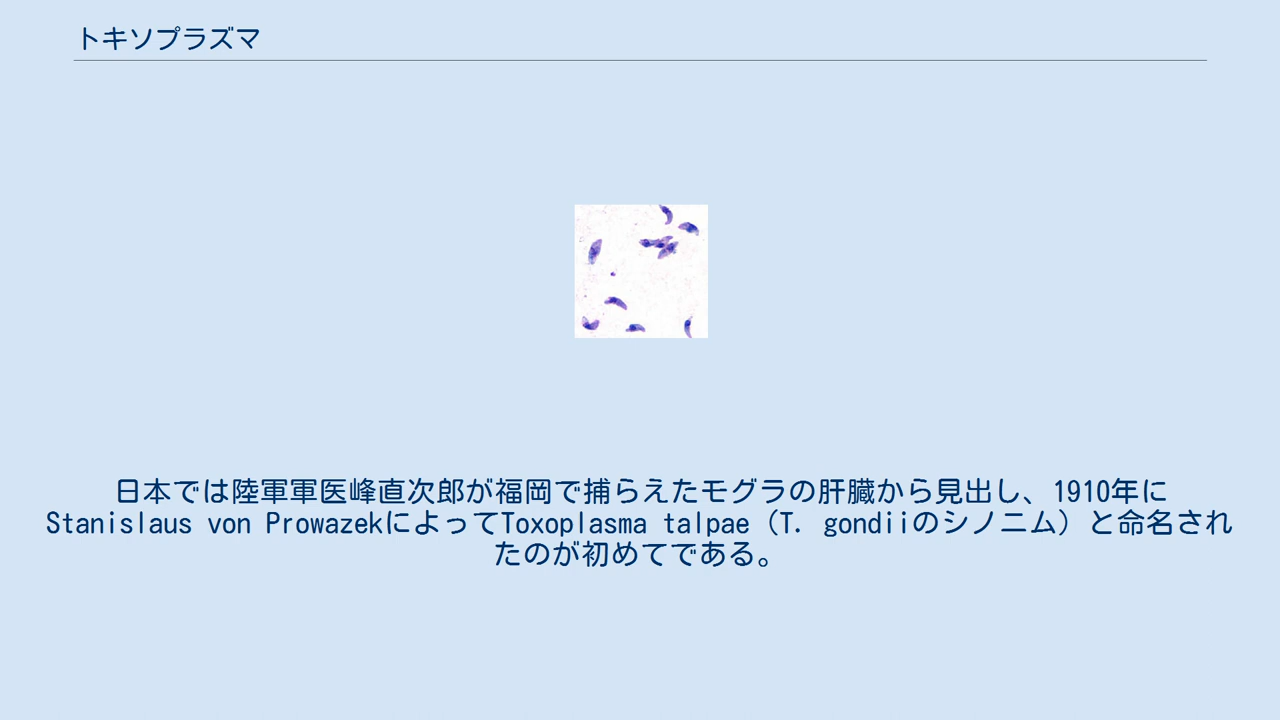 トキソプラズマ
日本では陸軍軍医峰直次郎が福岡で捕らえたモグラの肝臓から見出し、1910年に
Stanislaus von ProwazekによってToxoplasma talpae（T. gondiiのシノニム）と命名され
たのが初めてである。